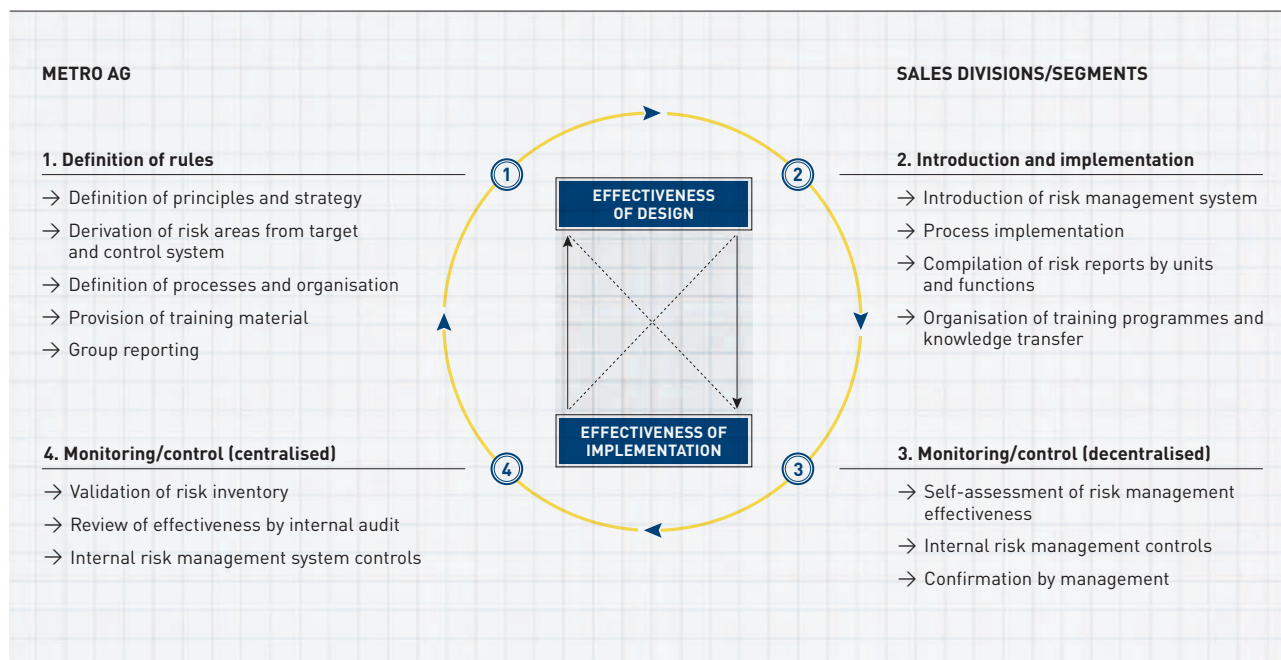 METRO AG
SALES DIVISIONS/SEGMENTS
1. Definition of rules
→ Definition of principles and strategy
→ Derivation of risk areas from target
and control system
→ Definition of processes and organisation
→ Provision of training material
→ Group reporting
1
2
EFFECTIVENESS
OF DESIGN
2. Introduction and implementation
→ Introduction of risk management system
→ Process implementation
→ Compilation of risk reports by units
and functions
→ Organisation of training programmes and
knowledge transfer
4. Monitoring/control (centralised)
→ Validation of risk inventory
→ Review of effectiveness by internal audit
→ Internal risk management system controls
EFFECTIVENESS OF
IMPLEMENTATION
4
3
3. Monitoring/control (decentralised)
→ Self-assessment of risk management
effectiveness
→ Internal risk management controls
→ Confirmation by management